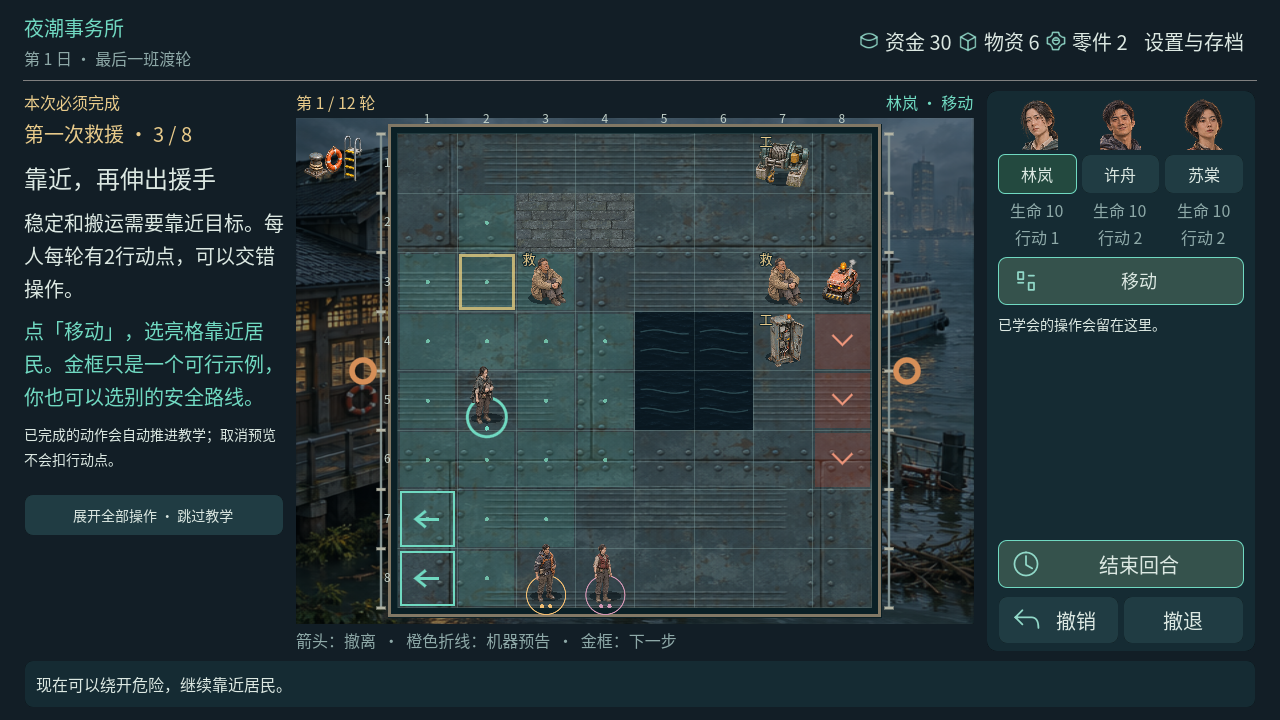 夜潮事务所
第 1 日 · 最后一班渡轮
资金 30
物资 6
零件 2
设置与存档
本次必须完成
第一次救援 · 3 / 8
靠近，再伸出援手
稳定和搬运需要靠近目标。每
人每轮有2行动点，可以交错
操作。
点「移动」，选亮格靠近居
民。金框只是一个可行示例，
你也可以选别的安全路线。
已完成的动作会自动推进教学；取消预览
不会扣行动点。
展开全部操作 · 跳过教学
第 1 / 12 轮
林岚 · 移动
1 2 3 4 5 6 7 8
1
工
2
3
救
救
4
工
5
6
7
8
箭头：撤离 · 橙色折线：机器预告 · 金框：下一步
林岚 许舟 苏棠
生命 10 生命 10 生命 10
行动 1 行动 2 行动 2
移动
已学会的操作会留在这里。
结束回合
撤销
撤退
现在可以绕开危险，继续靠近居民。